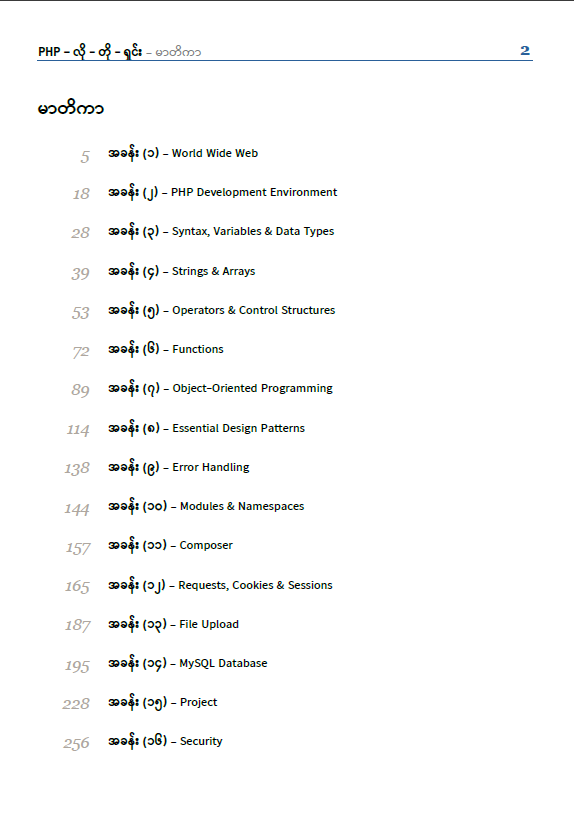 PHP – လို – တို – ရှင်း – မာတိကာ 2
မာတိကာ
5 အခန်း (၁) – World Wide Web
18 အခန်း (၂) – PHP Development Environment
28 အခန်း (၃) – Syntax, Variables & Data Types
39 အခန်း (၄) – Strings & Arrays
53 အခန်း (၅) – Operators & Control Structures
72 အခန်း (၆) – Functions
89 အခန်း (၇) – Object-Oriented Programming
114 အခန်း (၈) – Essential Design Patterns
138 အခန်း (၉) – Error Handling
144 အခန်း (၁၀) – Modules & Namespaces
157 အခန်း (၁၁) – Composer
165 အခန်း (၁၂) – Requests, Cookies & Sessions
187 အခန်း (၁၃) – File Upload
195 အခန်း (၁၄) – MySQL Database
228 အခန်း (၁၅) – Project
256 အခန်း (၁၆) – Security